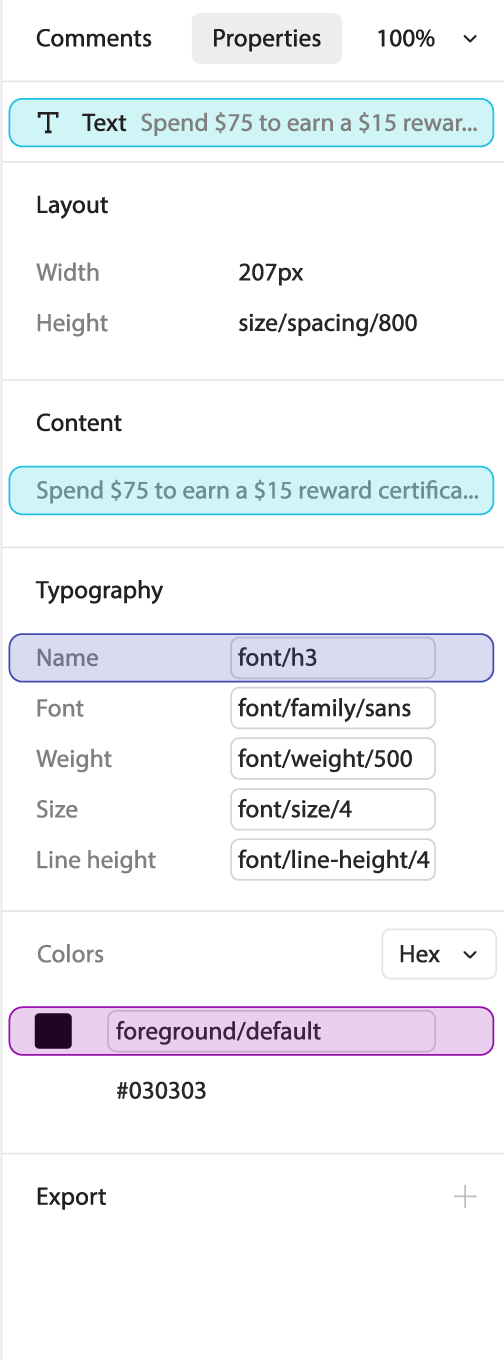 Comments Properties 100%
T Text Spend $75 to earn a $15 rewar...
Layout
Width 207px
Height size/spacing/800
Content
Spend $75 to earn a $15 reward certifica...
Typography
Name font/h3
Font font/family/sans
Weight font/weight/500
Size font/size/4
Line height font/line-height/4
Colors Hex
foreground/default
#030303
Export